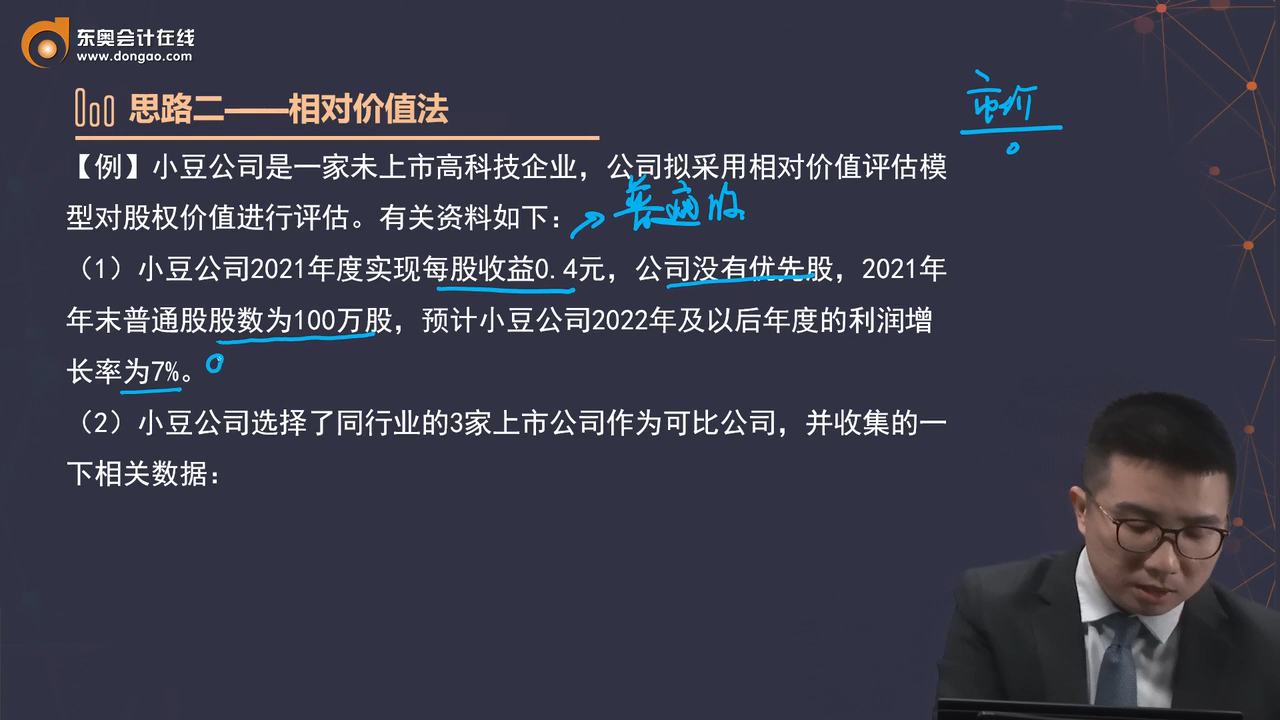 东奥会计在线
www.dongao.com
思路二——相对价值法
市价
【例】小豆公司是一家未上市高科技企业，公司拟采用相对价值评估模
型对股权价值进行评估。有关资料如下：
（1）小豆公司2021年度实现每股收益0.4元，公司没有优先股，2021年
年末普通股股数为100万股，预计小豆公司2022年及以后年度的利润增
长率为7%。
（2）小豆公司选择了同行业的3家上市公司作为可比公司，并收集的一
下相关数据：